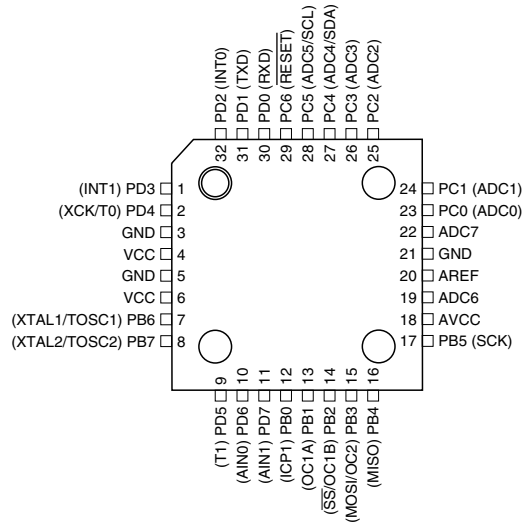 PD2 (INT0)
PD1 (TXD)
PD0 (RXD)
PC6 (RESET)
PC5 (ADC5/SCL)
PC4 (ADC4/SDA)
PC3 (ADC3)
PC2 (ADC2)
32
31
30
29
28
27
26
25
(INT1) PD3 1
(XCK/T0) PD4 2
GND 3
VCC 4
GND 5
VCC 6
(XTAL1/TOSC1) PB6 7
(XTAL2/TOSC2) PB7 8
24 PC1 (ADC1)
23 PC0 (ADC0)
22 ADC7
21 GND
20 AREF
19 ADC6
18 AVCC
17 PB5 (SCK)
9
10
11
12
13
14
15
16
(T1) PD5
(AIN0) PD6
(AIN1) PD7
(ICP1) PB0
(OC1A) PB1
(SS/OC1B) PB2
(MOSI/OC2) PB3
(MISO) PB4